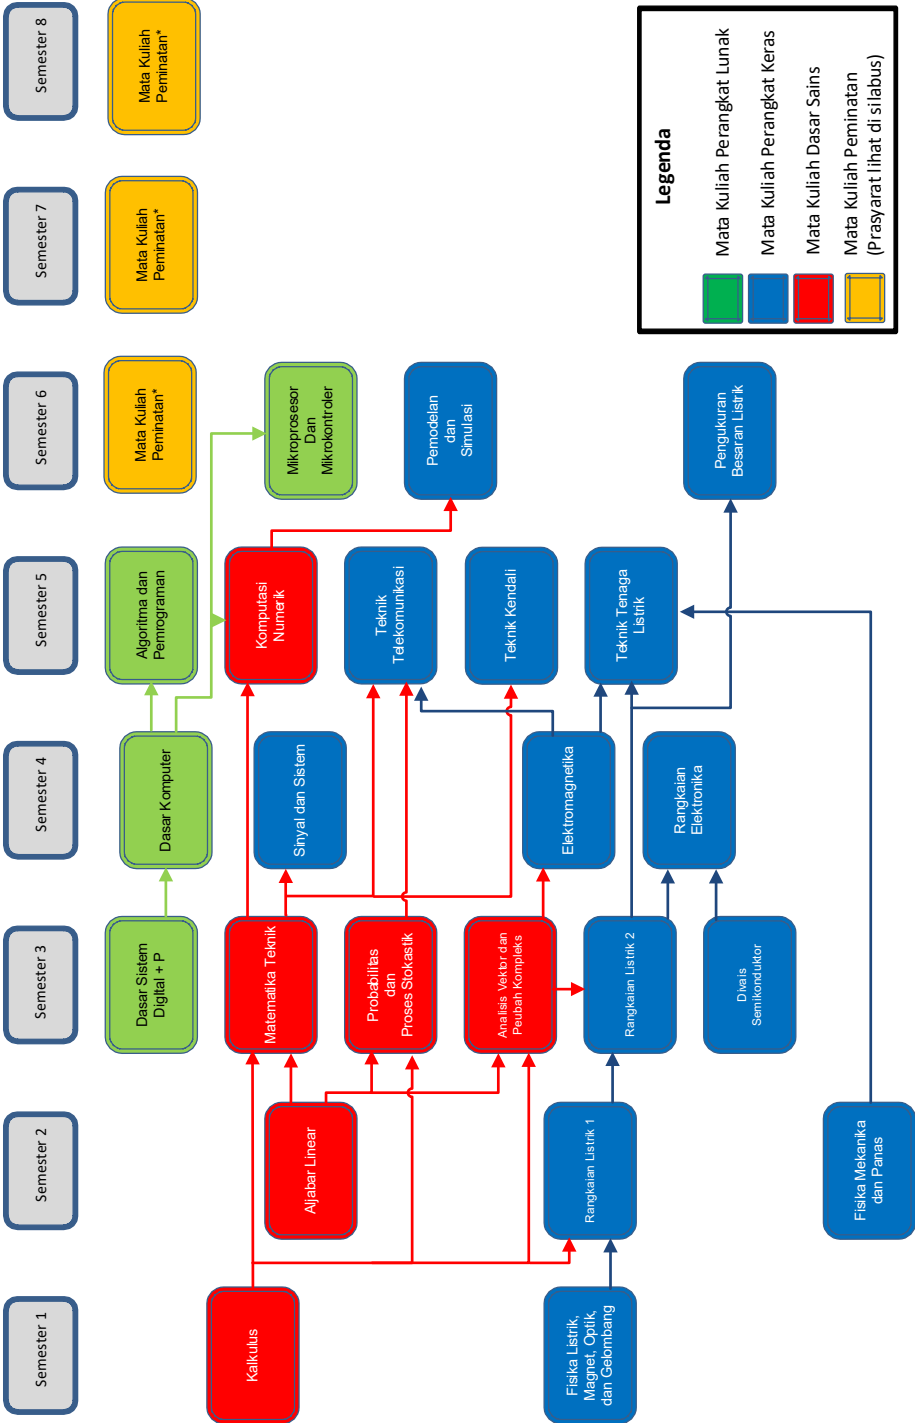 Semester 1
Semester 2
Semester 3
Semester 4
Semester 5
Semester 6
Semester 7
Semester 8
Kalkulus
Fisika Listrik,
Magnet, Optik,
dan Gelombang
Aljabar Linear
Rangkaian Listrik 1
Fisika Mekanika
dan Panas
Dasar Sistem
Digital + P
Matematika Teknik
Probabilitas
dan
Proses Stokastik
Analisis Vektor dan
Peubah Kompleks
Rangkaian Listrik 2
Divais
Semikonduktor
Dasar Komputer
Sinyal dan Sistem
Elektromagnetika
Rangkaian
Elektronika
Algoritma dan
Pemrograman
Komputasi
Numerik
Teknik
Telekomunikasi
Teknik Kendali
Teknik Tenaga
Listrik
Mata Kuliah
Peminatan*
Mikroprosesor
Dan
Mikrokontroler
Pemodelan
dan
Simulasi
Pengukuran
Besaran Listrik
Mata Kuliah
Peminatan*
Mata Kuliah
Peminatan*
Legenda
Mata Kuliah Perangkat Lunak
Mata Kuliah Perangkat Keras
Mata Kuliah Dasar Sains
Mata Kuliah Peminatan
(Prasyarat lihat di silabus)